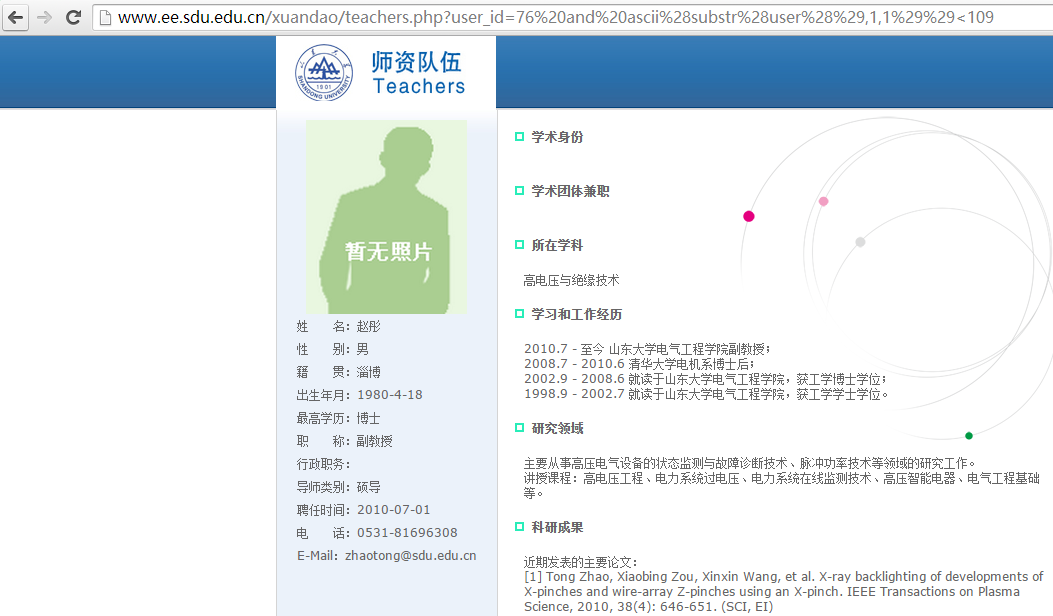 www.ee.sdu.edu.cn/xuandao/teachers.php?user_id=76%20and%20ascii%28substr%28user%28%29,1,1%29%29<109
师资队伍
Teachers
SHANDONG UNIVERSITY
1901
暂无照片
姓 名：赵彤
性 别：男
籍 贯：淄博
出生年月：1980-4-18
最高学历：博士
职 称：副教授
行政职务：
导师类别：硕导
聘任时间：2010-07-01
电 话：0531-81696308
E-Mail：zhaotong@sdu.edu.cn
学术身份
学术团体兼职
所在学科
高电压与绝缘技术
学习和工作经历
2010.7 - 至今 山东大学电气工程学院副教授；
2008.7 - 2010.6 清华大学电机系博士后；
2002.9 - 2008.6 就读于山东大学电气工程学院，获工学博士学位；
1998.9 - 2002.7 就读于山东大学电气工程学院，获工学学士学位。
研究领域
主要从事高压电气设备的状态监测与故障诊断技术、脉冲功率技术等领域的研究工作。
讲授课程：高电压工程、电力系统过电压、电力系统在线监测技术、高压智能电器、电气工程基础
等。
科研成果
近期发表的主要论文：
[1] Tong Zhao, Xiaobing Zou, Xinxin Wang, et al. X-ray backlighting of developments of
X-pinches and wire-array Z-pinches using an X-pinch. IEEE Transactions on Plasma
Science, 2010, 38(4): 646-651. (SCI, EI)